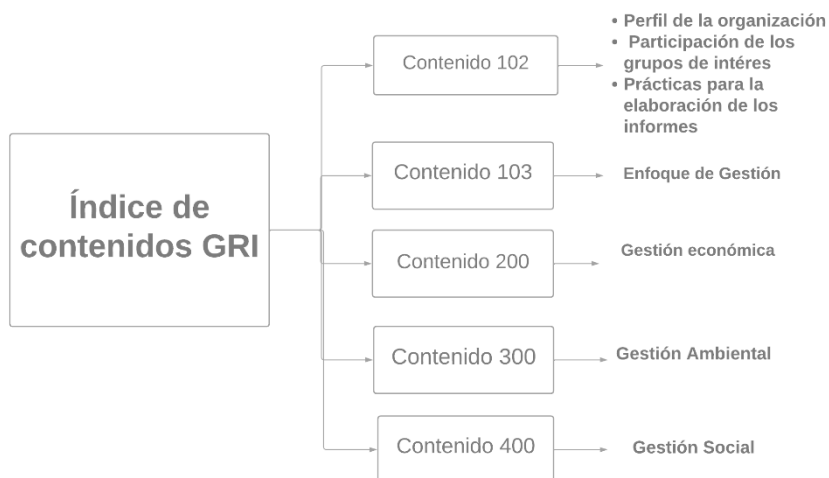 Índice de
contenidos GRI
Contenido 102
• Perfil de la organización
• Participación de los
grupos de intéres
• Prácticas para la
elaboración de los
informes
Contenido 103
Enfoque de Gestión
Contenido 200
Gestión económica
Contenido 300
Gestión Ambiental
Contenido 400
Gestión Social